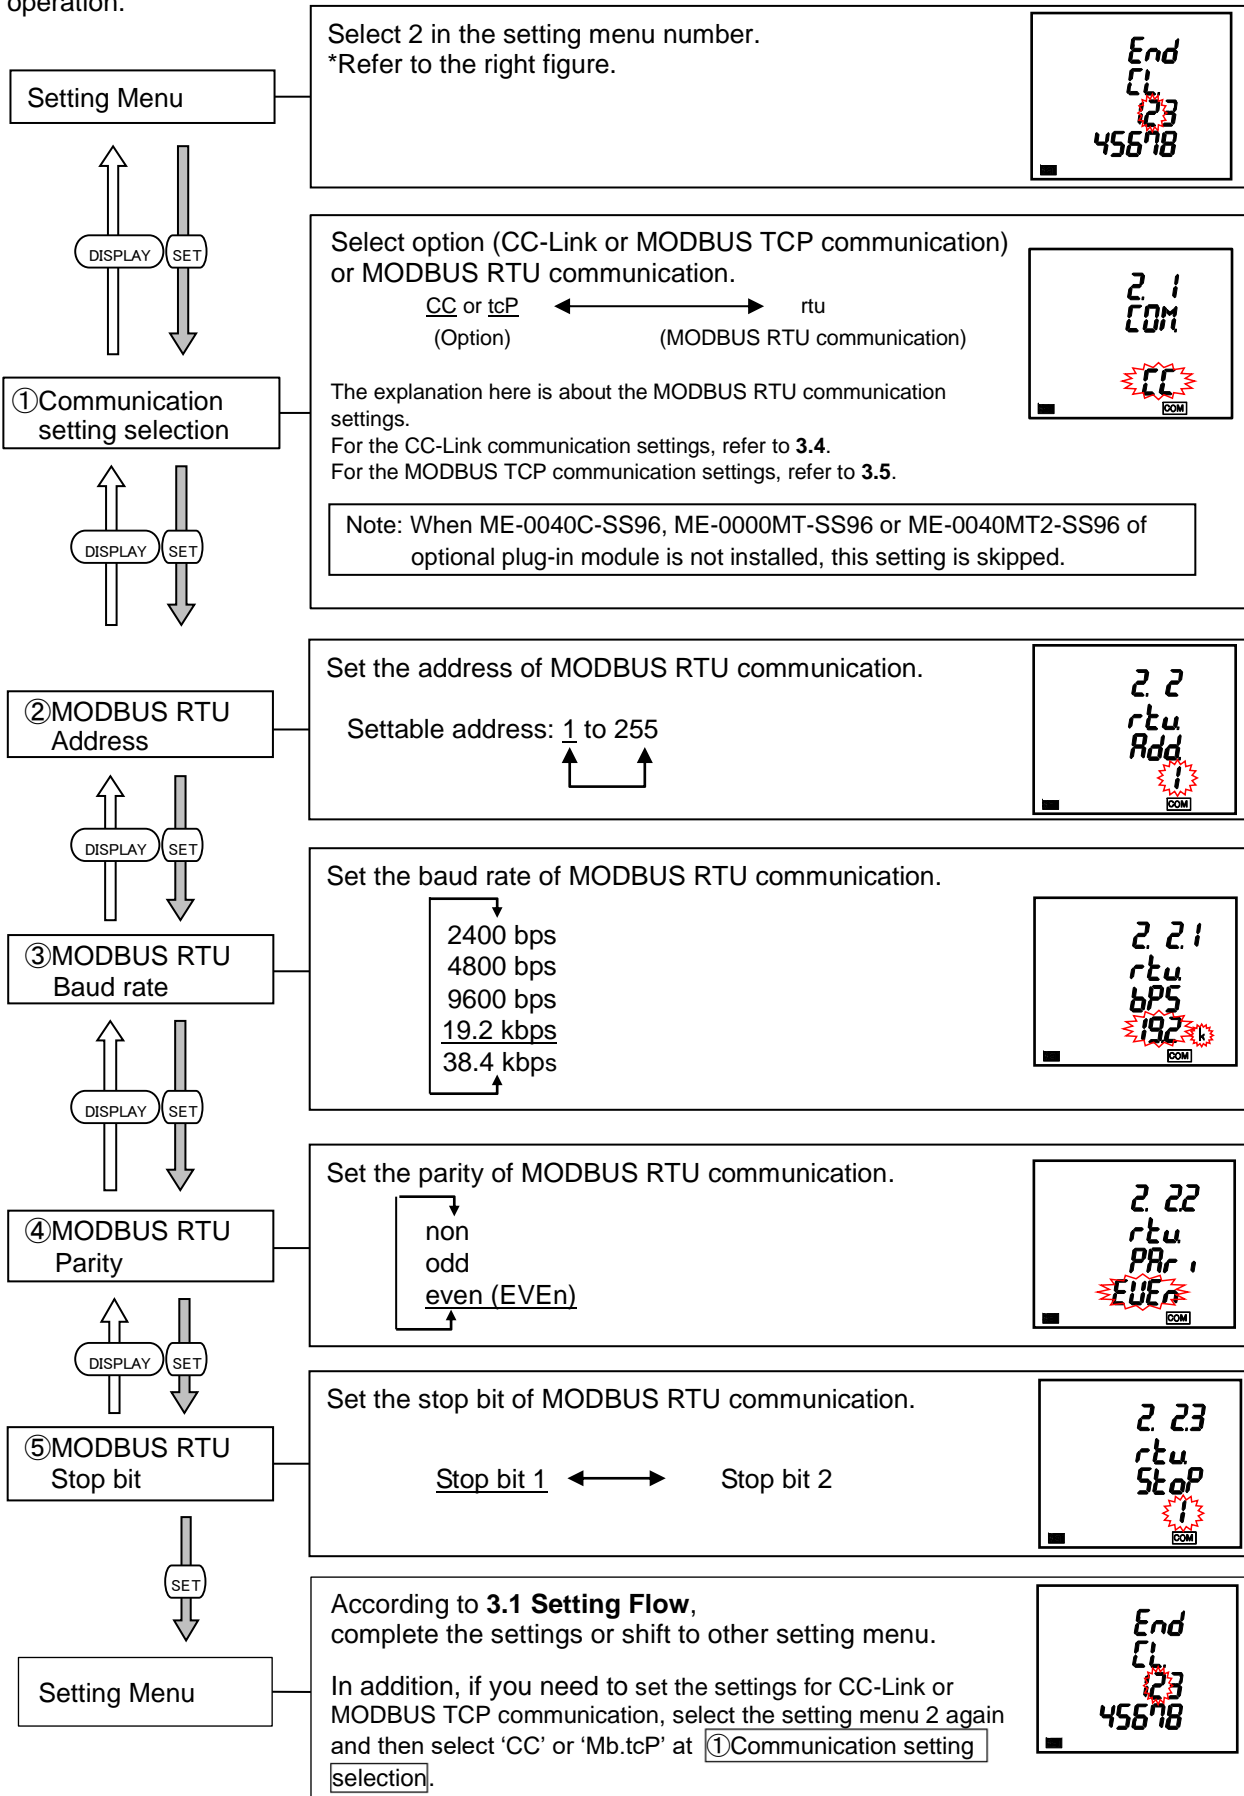 operation.
Setting Menu
Select 2 in the setting menu number.
*Refer to the right figure.
End
CL.
123
45678
DISPLAY
SET
①Communication
setting selection
Select option (CC-Link or MODBUS TCP communication)
or MODBUS RTU communication.
CC or tcP rtu
(Option) (MODBUS RTU communication)
The explanation here is about the MODBUS RTU communication
settings.
For the CC-Link communication settings, refer to 3.4.
For the MODBUS TCP communication settings, refer to 3.5.
Note: When ME-0040C-SS96, ME-0000MT-SS96 or ME-0040MT2-SS96 of
optional plug-in module is not installed, this setting is skipped.
2. 1
COM.
CC
COM
DISPLAY
SET
②MODBUS RTU
Address
Set the address of MODBUS RTU communication.
Settable address: 1 to 255
2. 2
rtu.
Add.
1
COM
DISPLAY
SET
③MODBUS RTU
Baud rate
Set the baud rate of MODBUS RTU communication.
2400 bps
4800 bps
9600 bps
19.2 kbps
38.4 kbps
2. 2.1
rtu.
bPS
19.2 k
COM
DISPLAY
SET
④MODBUS RTU
Parity
Set the parity of MODBUS RTU communication.
non
odd
even (EVEn)
2. 2.2
rtu.
PAri
EVEn
COM
DISPLAY
SET
⑤MODBUS RTU
Stop bit
Set the stop bit of MODBUS RTU communication.
Stop bit 1 Stop bit 2
2. 2.3
rtu.
StoP
1
COM
SET
Setting Menu
According to 3.1 Setting Flow,
complete the settings or shift to other setting menu.
In addition, if you need to set the settings for CC-Link or
MODBUS TCP communication, select the setting menu 2 again
and then select ‘CC’ or ‘Mb.tcP’ at ①Communication setting
selection.
End
CL.
123
45678